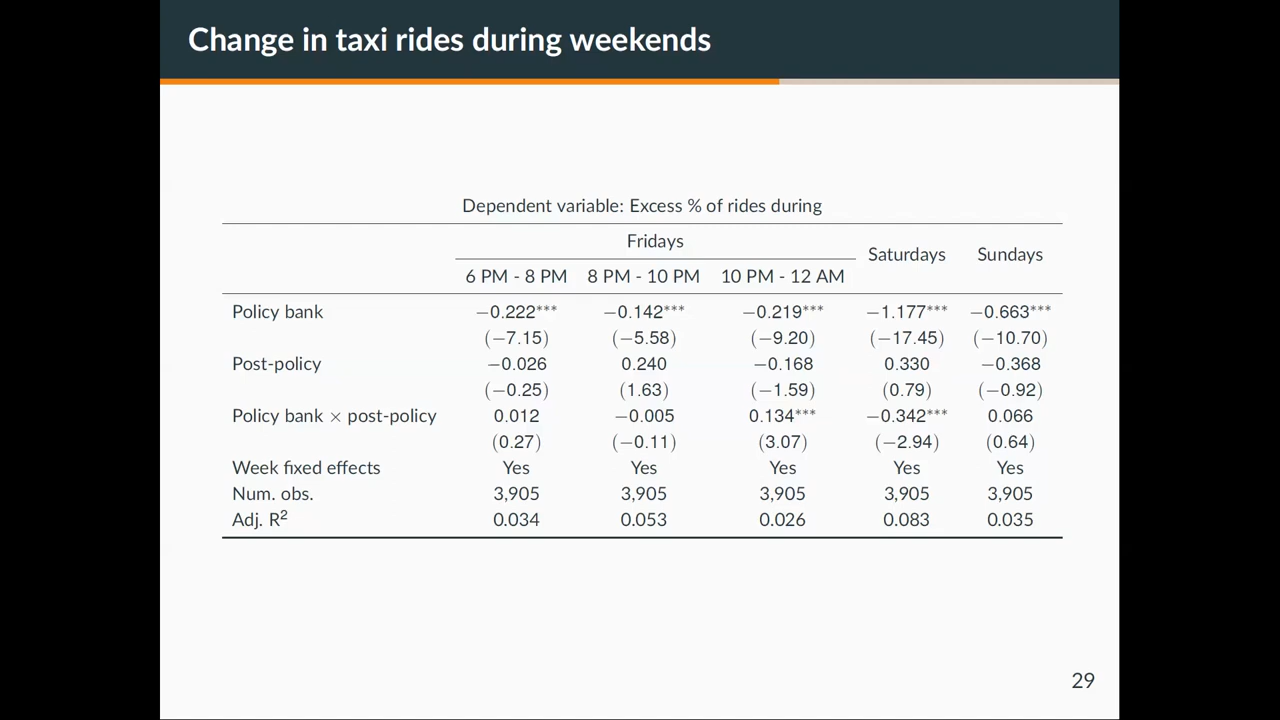 Change in taxi rides during weekends
Dependent variable: Excess % of rides during
Fridays Saturdays Sundays
6 PM - 8 PM 8 PM - 10 PM 10 PM - 12 AM
Policy bank −0.222*** −0.142*** −0.219*** −1.177*** −0.663***
(−7.15) (−5.58) (−9.20) (−17.45) (−10.70)
Post-policy −0.026 0.240 −0.168 0.330 −0.368
(−0.25) (1.63) (−1.59) (0.79) (−0.92)
Policy bank × post-policy 0.012 −0.005 0.134*** −0.342*** 0.066
(0.27) (−0.11) (3.07) (−2.94) (0.64)
Week fixed effects Yes Yes Yes Yes Yes
Num. obs. 3,905 3,905 3,905 3,905 3,905
Adj. R² 0.034 0.053 0.026 0.083 0.035
29